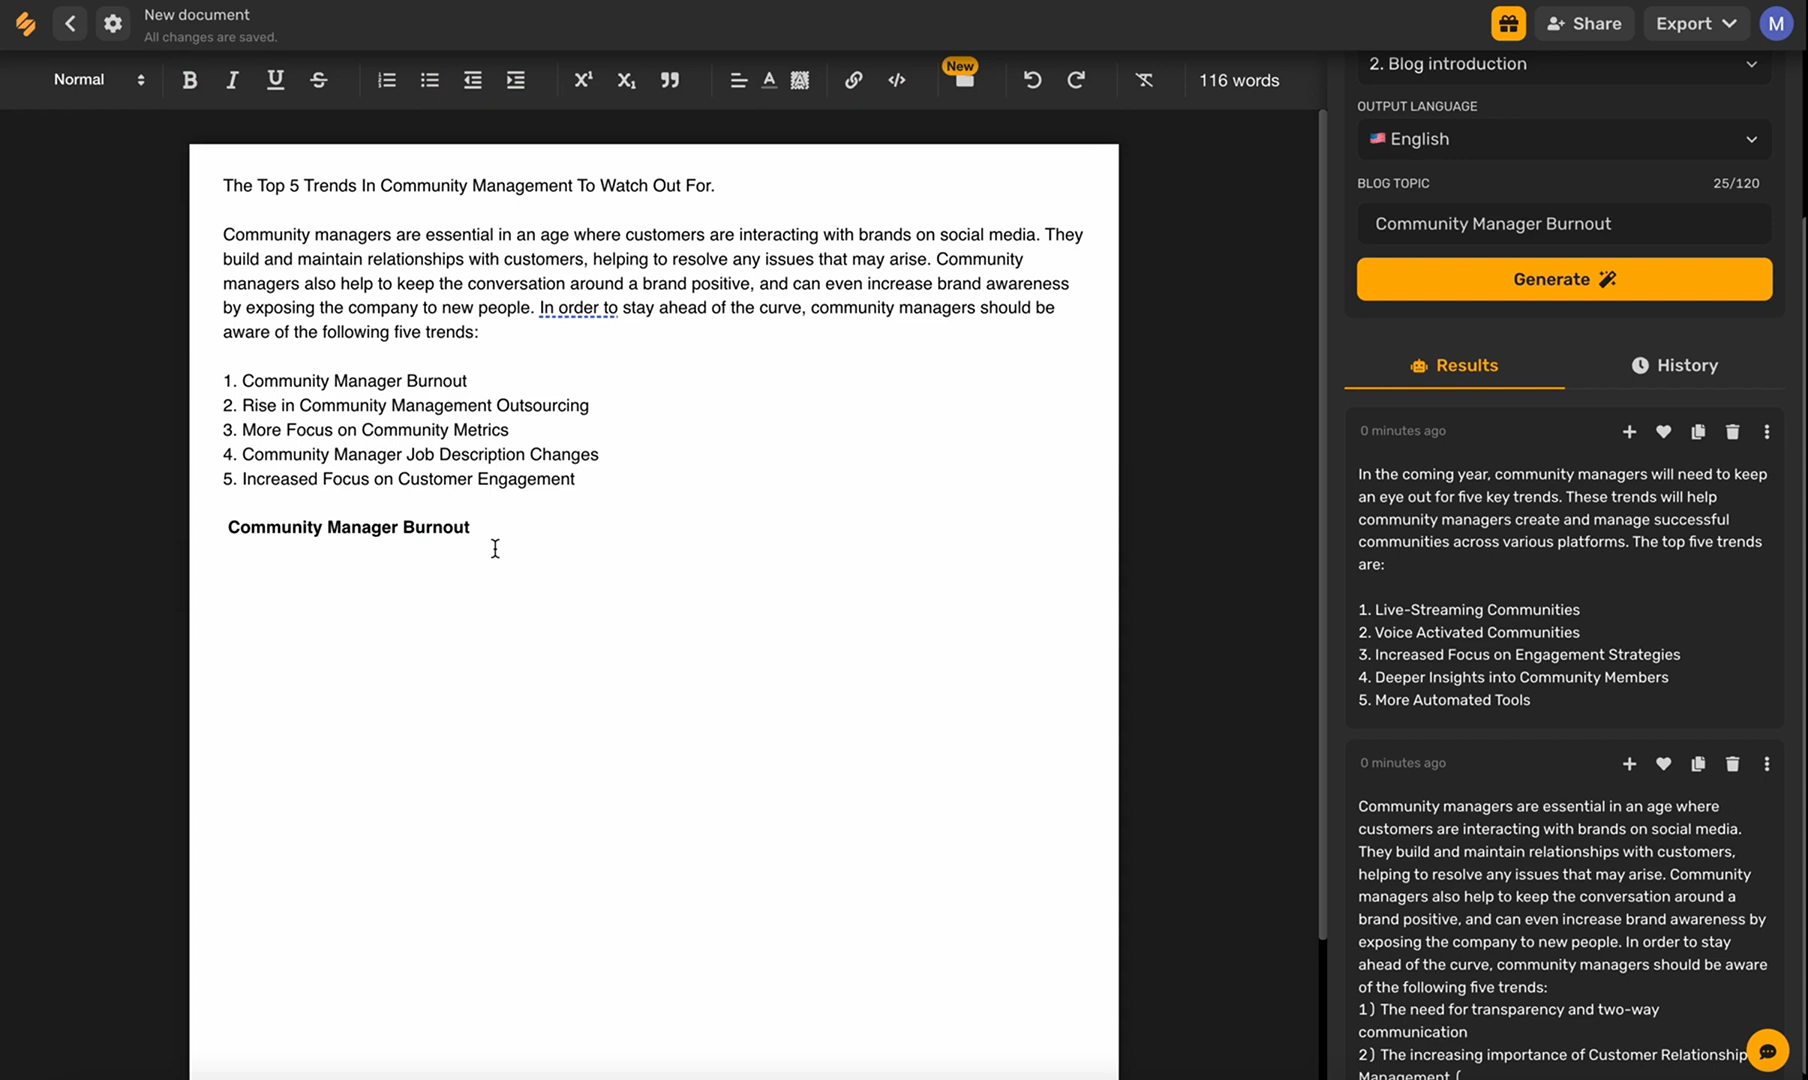 New document
All changes are saved.
Share
Export
M
Normal
B
I
U
S
X¹
X₁
A
New
116 words
The Top 5 Trends In Community Management To Watch Out For.
Community managers are essential in an age where customers are interacting with brands on social media. They
build and maintain relationships with customers, helping to resolve any issues that may arise. Community
managers also help to keep the conversation around a brand positive, and can even increase brand awareness
by exposing the company to new people. In order to stay ahead of the curve, community managers should be
aware of the following five trends:
1. Community Manager Burnout
2. Rise in Community Management Outsourcing
3. More Focus on Community Metrics
4. Community Manager Job Description Changes
5. Increased Focus on Customer Engagement
Community Manager Burnout
2. Blog introduction
OUTPUT LANGUAGE
English
BLOG TOPIC 25/120
Community Manager Burnout
Generate
Results
History
0 minutes ago
In the coming year, community managers will need to keep
an eye out for five key trends. These trends will help
community managers create and manage successful
communities across various platforms. The top five trends
are:
1. Live-Streaming Communities
2. Voice Activated Communities
3. Increased Focus on Engagement Strategies
4. Deeper Insights into Community Members
5. More Automated Tools
0 minutes ago
Community managers are essential in an age where
customers are interacting with brands on social media.
They build and maintain relationships with customers,
helping to resolve any issues that may arise. Community
managers also help to keep the conversation around a
brand positive, and can even increase brand awareness by
exposing the company to new people. In order to stay
ahead of the curve, community managers should be aware
of the following five trends:
1) The need for transparency and two-way
communication
2) The increasing importance of Customer Relationship
Management (